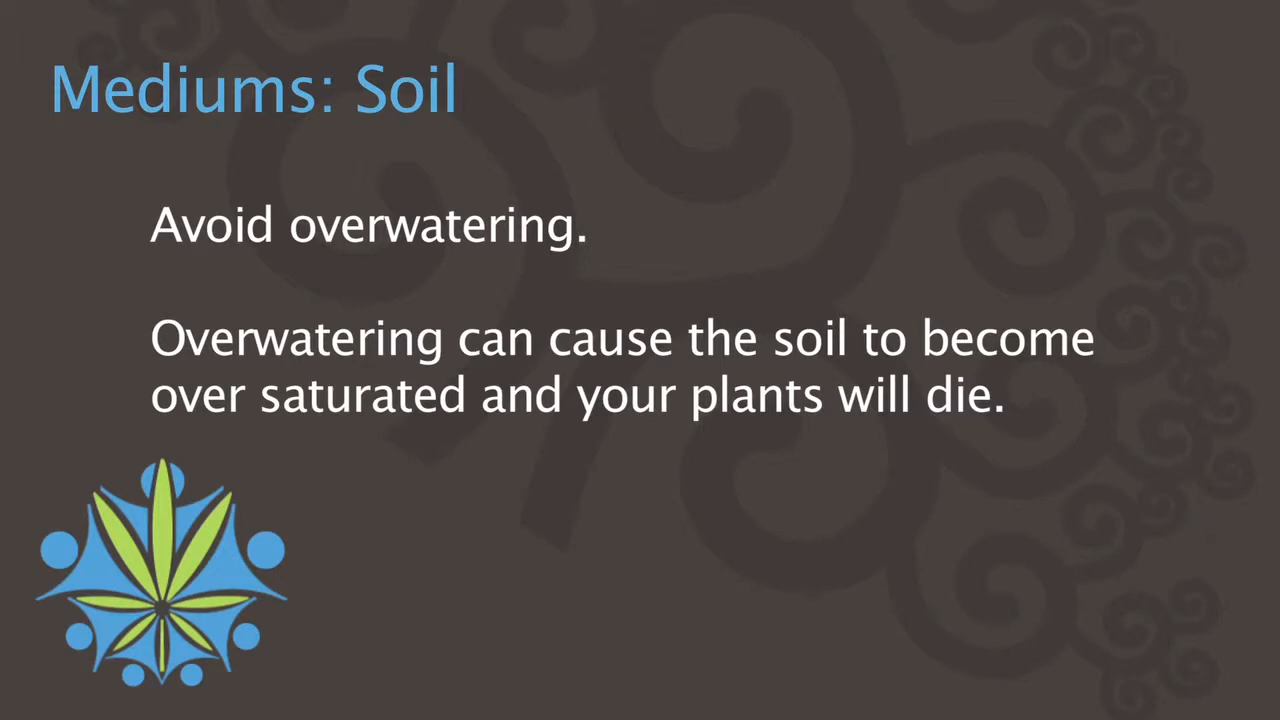 Mediums: Soil
Avoid overwatering.
Overwatering can cause the soil to become
over saturated and your plants will die.